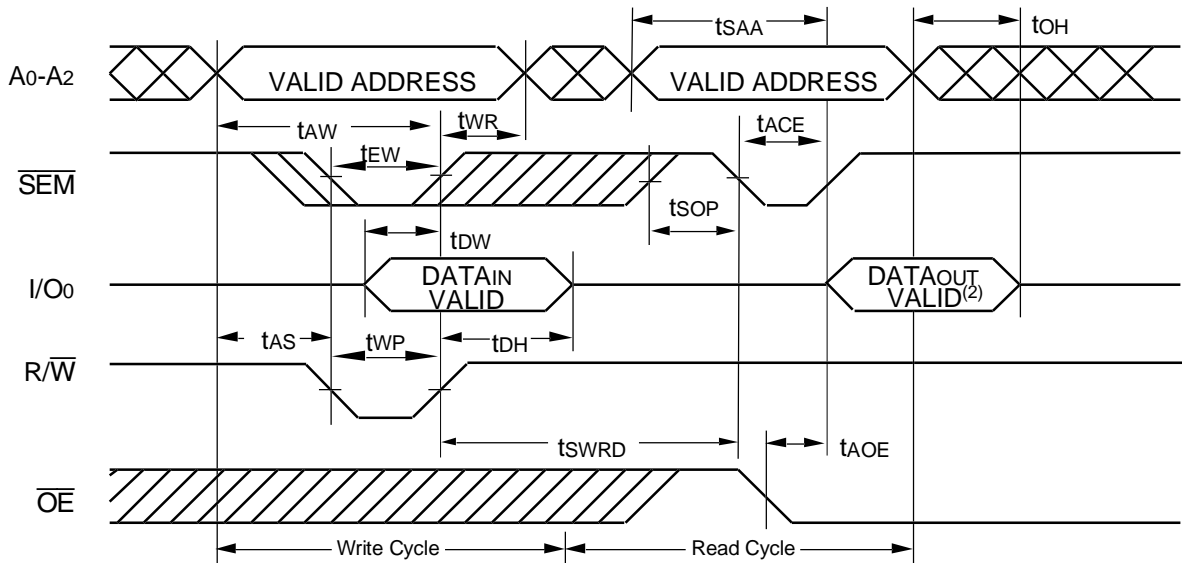 tSAA
tOH
A0-A2
VALID ADDRESS
VALID ADDRESS
tAW
tWR
tACE
tEW
SEM
tSOP
tDW
I/O0
DATAIN
VALID
DATAOUT
VALID(2)
tAS
tWP
tDH
R/W
tSWRD
tAOE
OE
Write Cycle
Read Cycle